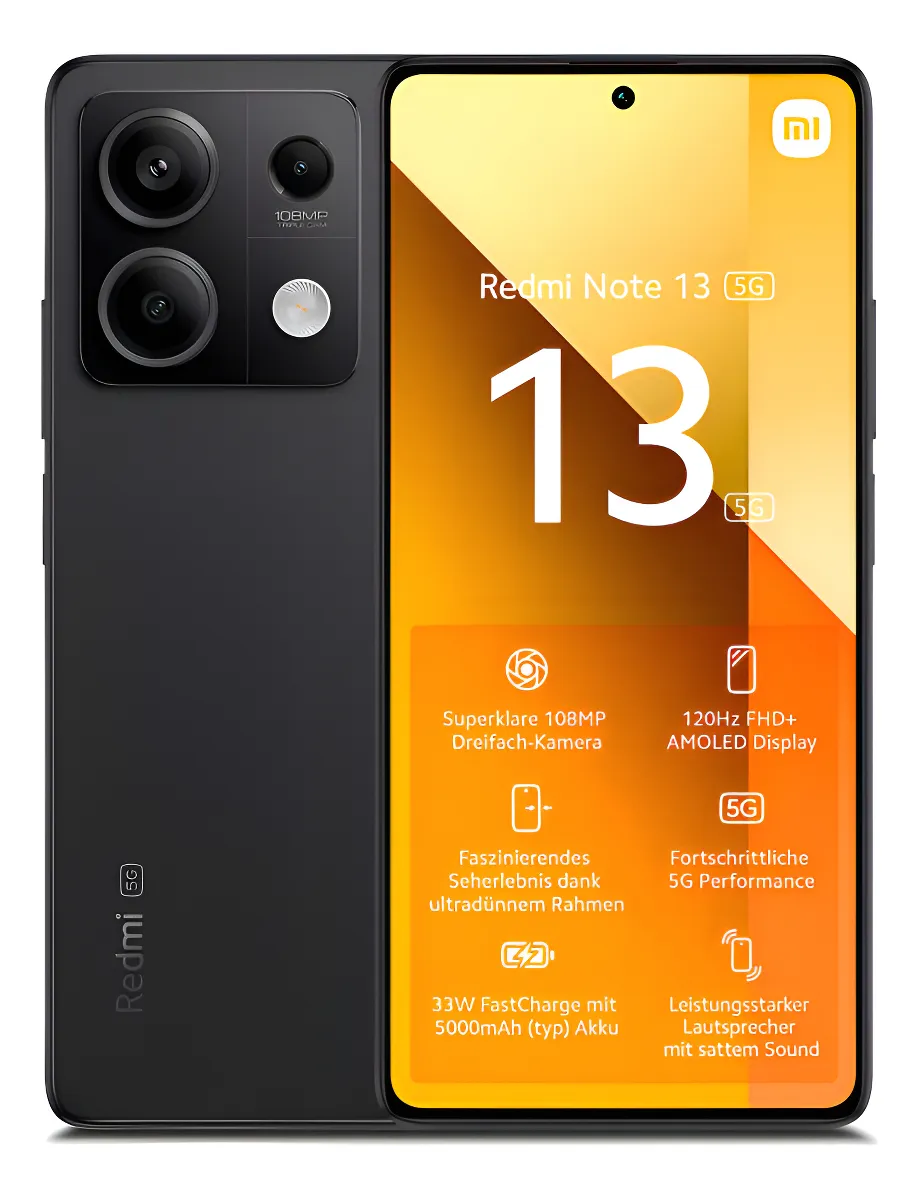 108MP
TRIPLE CAM
Redmi 5G
mi
Redmi Note 13 5G
13 5G
Superklare 108MP
Dreifach-Kamera
120Hz FHD+
AMOLED Display
Faszinierendes
Seherlebnis dank
ultradünnem Rahmen
5G
Fortschrittliche
5G Performance
33W FastCharge mit
5000mAh (typ) Akku
Leistungsstarker
Lautsprecher
mit sattem Sound